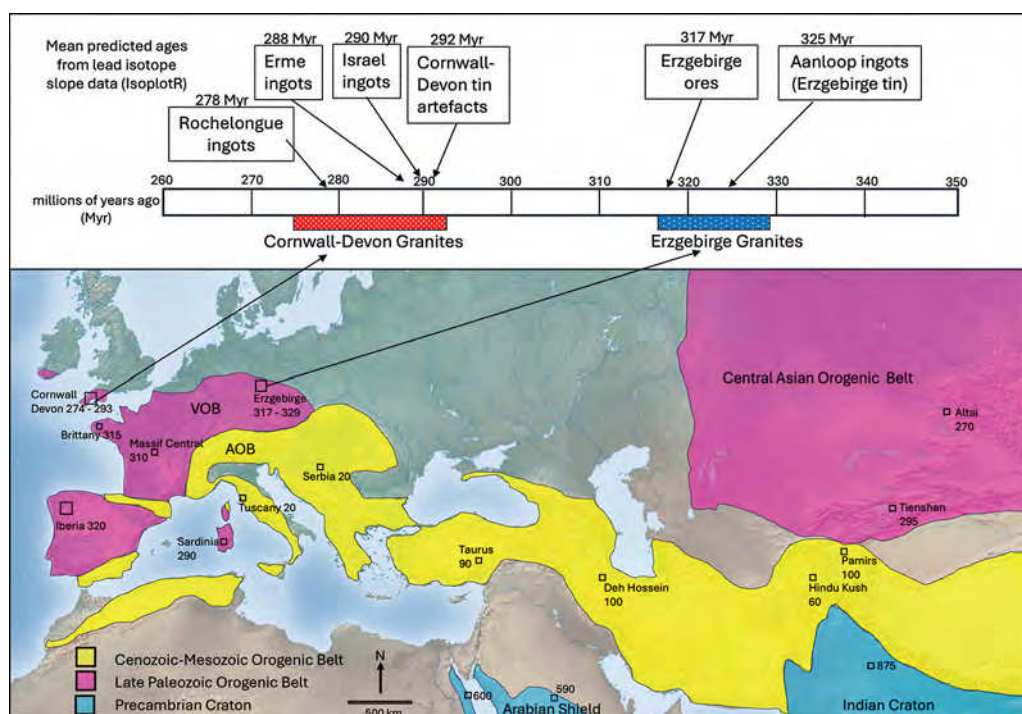 Mean predicted ages
from lead isotope
slope data (IsoplotR)
278 Myr
Rochelongue
ingots
288 Myr
Erme
ingots
290 Myr
Israel
ingots
292 Myr
Cornwall-
Devon tin
artefacts
317 Myr
Erzgebirge
ores
325 Myr
Aanloop ingots
(Erzgebirge tin)
millions of years ago
(Myr)
260 270 280 290 300 310 320 330 340 350
Cornwall-Devon Granites
Erzgebirge Granites
Cornwall
Devon 274 - 293
VOB
Erzgebirge
317 - 329
Brittany 315
Massif Central
310
AOB
Serbia 20
Iberia 320
Tuscany 20
Sardinia
290
Taurus
90
Deh Hossein
100
Central Asian Orogenic Belt
Altai
270
Tienshan
295
Pamirs
100
Hindu Kush
60
875
600
590
Arabian Shield
Indian Craton
Cenozoic-Mesozoic Orogenic Belt
Late Paleozoic Orogenic Belt
Precambrian Craton
N
500 km